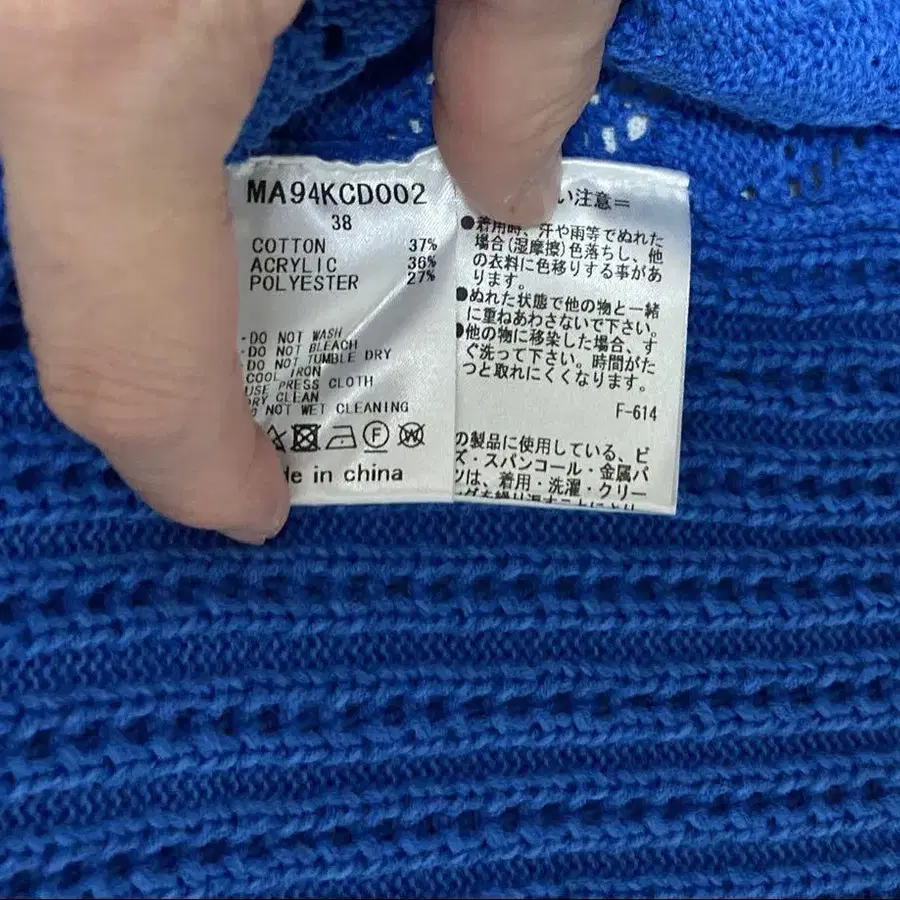 MA94KCD002
38
COTTON 37%
ACRYLIC 36%
POLYESTER 27%
-DO NOT WASH
-DO NOT BLEACH
-DO NOT TUMBLE DRY
COOL IRON
USE PRESS CLOTH
DRY CLEAN
DO NOT WET CLEANING
F W
in china
い注意=
●着用時、汗や雨等でぬれた
場合(湿摩擦)色落ちし、他
の衣料に色移りする事があ
ります。
●ぬれた状態で他の物と一緒
に重ねあわさないで下さい。
●他の物に移染した場合、す
ぐ洗って下さい。時間がた
つと取れにくくなります。
F-614
の製品に使用している、ビ
ズ・スパンコール・金属パ
ツは、着用・洗濯・クリー